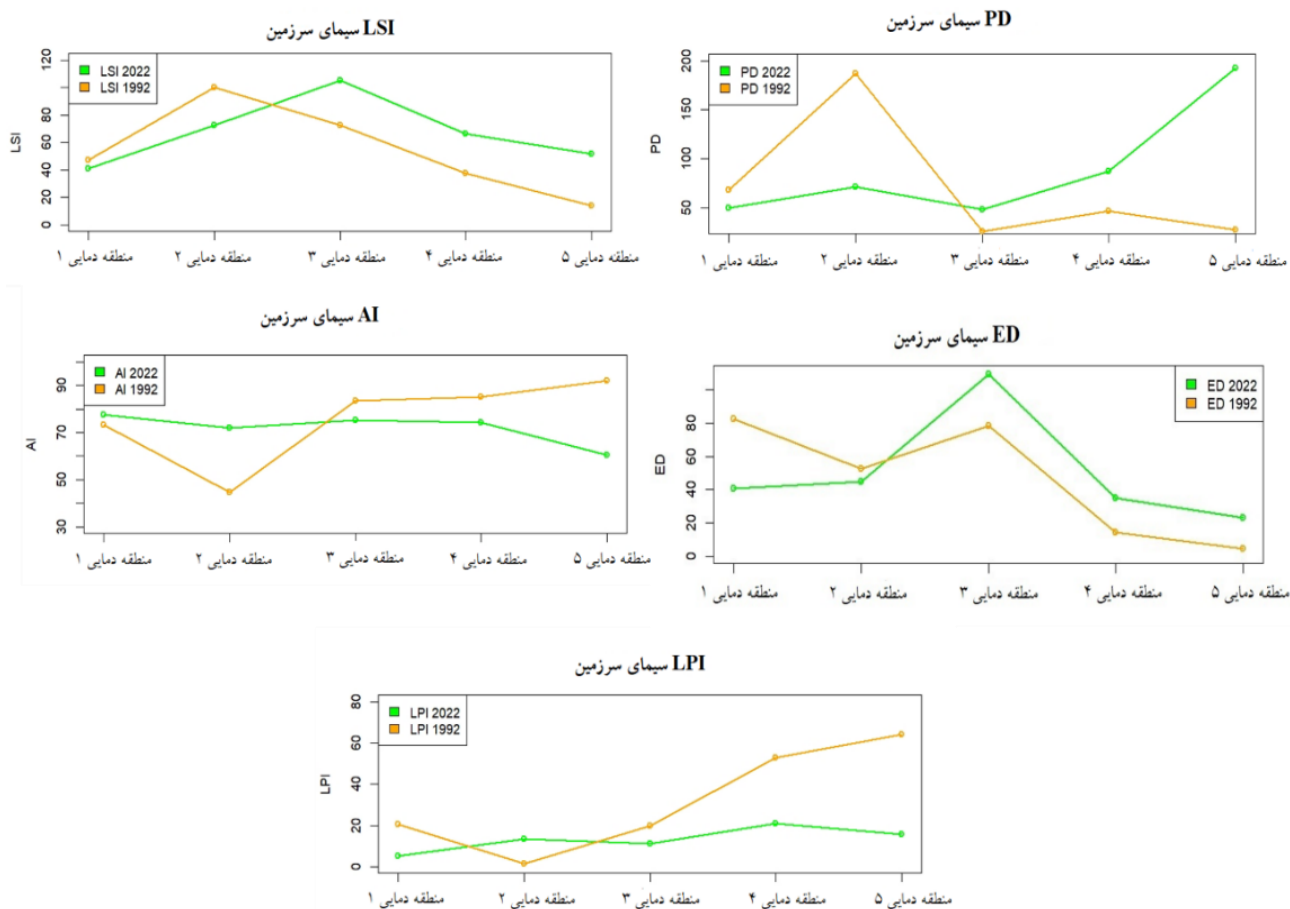 LSI سیمای سرزمین
LSI 2022
LSI 1992
LSI
120
80
60
40
20
0
منطقه دمایی ۱
منطقه دمایی ۲
منطقه دمایی ۳
منطقه دمایی ۴
منطقه دمایی ۵
PD سیمای سرزمین
PD 2022
PD 1992
PD
200
150
100
50
منطقه دمایی ۱
منطقه دمایی ۲
منطقه دمایی ۳
منطقه دمایی ۴
منطقه دمایی ۵
AI سیمای سرزمین
AI 2022
AI 1992
AI
90
70
50
30
منطقه دمایی ۱
منطقه دمایی ۲
منطقه دمایی ۳
منطقه دمایی ۴
منطقه دمایی ۵
ED سیمای سرزمین
ED 2022
ED 1992
ED
80
60
40
20
0
منطقه دمایی ۱
منطقه دمایی ۲
منطقه دمایی ۳
منطقه دمایی ۴
منطقه دمایی ۵
LPI سیمای سرزمین
LPI 2022
LPI 1992
LPI
80
60
40
20
0
منطقه دمایی ۱
منطقه دمایی ۲
منطقه دمایی ۳
منطقه دمایی ۴
منطقه دمایی ۵